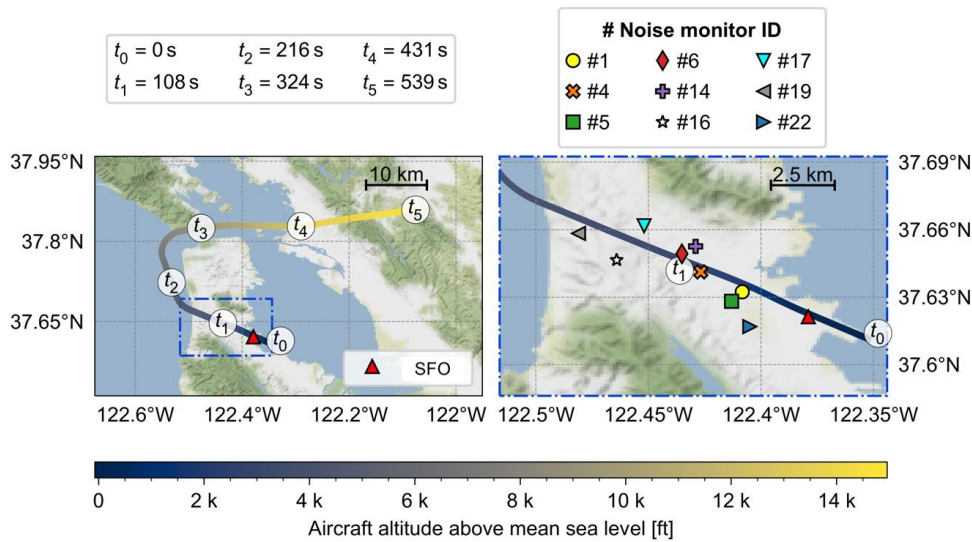 # Noise monitor ID
t₀ = 0 s t₂ = 216 s t₄ = 431 s
t₁ = 108 s t₃ = 324 s t₅ = 539 s
#1 #6 #17
#4 #14 #19
#5 #16 #22
37.95°N
37.8°N
37.65°N
10 km
t₅
t₄
t₃
t₂
t₁
t₀
SFO
122.6°W 122.4°W 122.2°W 122°W
2.5 km
t₁
t₀
37.69°N
37.66°N
37.63°N
37.6°N
122.5°W 122.45°W 122.4°W 122.35°W
0 2 k 4 k 6 k 8 k 10 k 12 k 14 k
Aircraft altitude above mean sea level [ft]